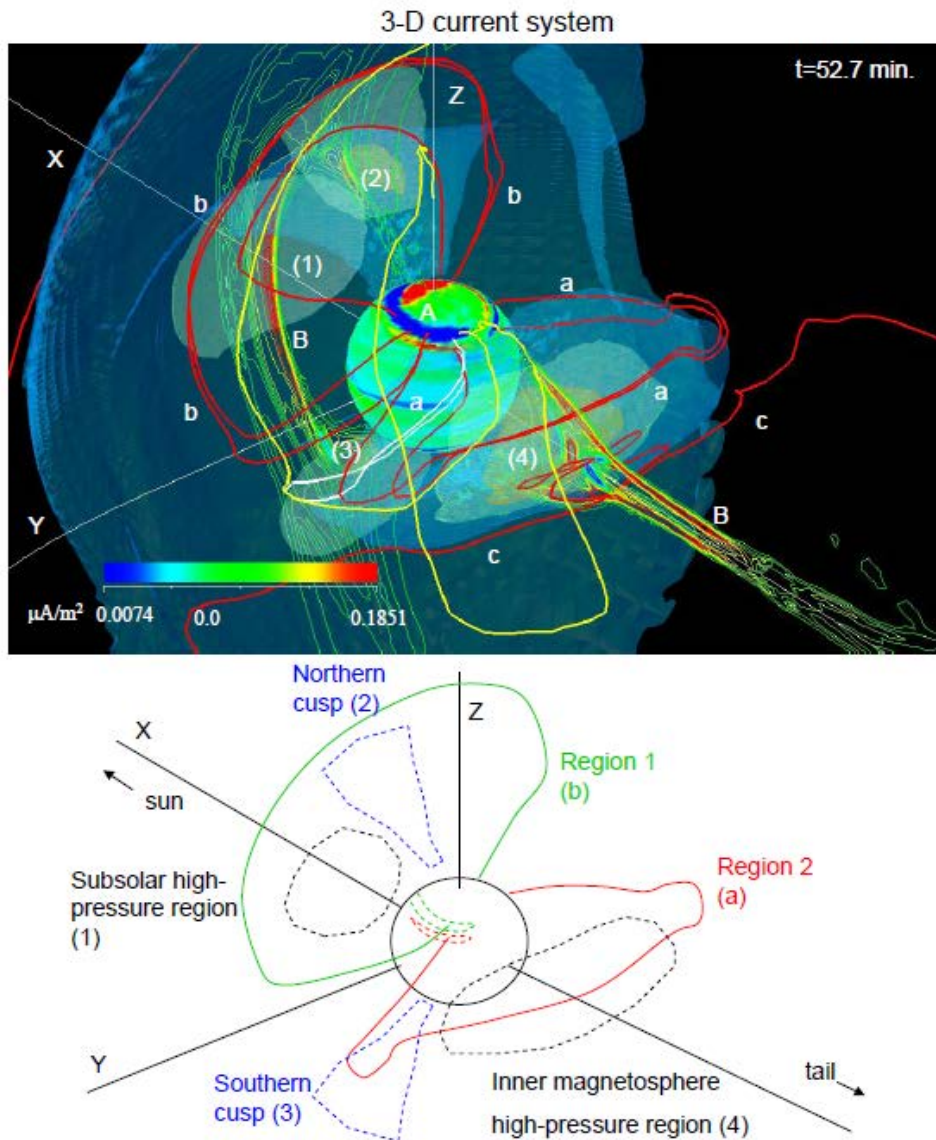 3-D current system
t=52.7 min.
Z
X
b
(2)
b
(1)
a
A
B
a
b
a
c
(3)
(4)
B
Y
c
μA/m² 0.0074 0.0 0.1851
Northern
cusp (2)
X
Z
Region 1
(b)
sun
Region 2
(a)
Subsolar high-
pressure region
(1)
Y
Southern
cusp (3)
Inner magnetosphere
high-pressure region (4)
tail